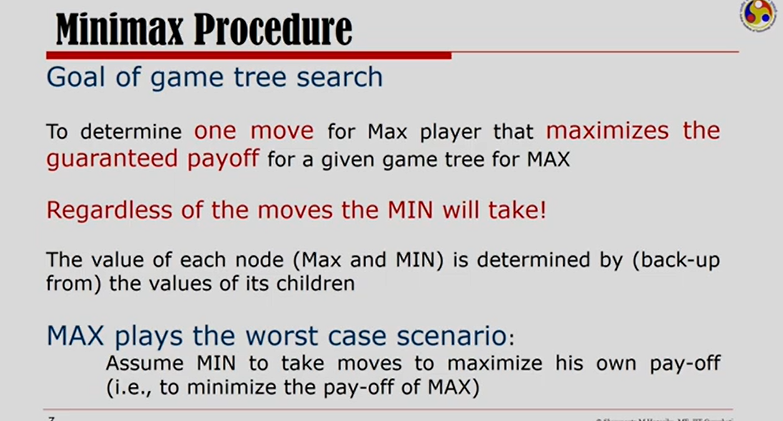 Minimax Procedure
Goal of game tree search
To determine one move for Max player that maximizes the
guaranteed payoff for a given game tree for MAX
Regardless of the moves the MIN will take!
The value of each node (Max and MIN) is determined by (back-up
from) the values of its children
MAX plays the worst case scenario:
Assume MIN to take moves to maximize his own pay-off
(i.e., to minimize the pay-off of MAX)
7